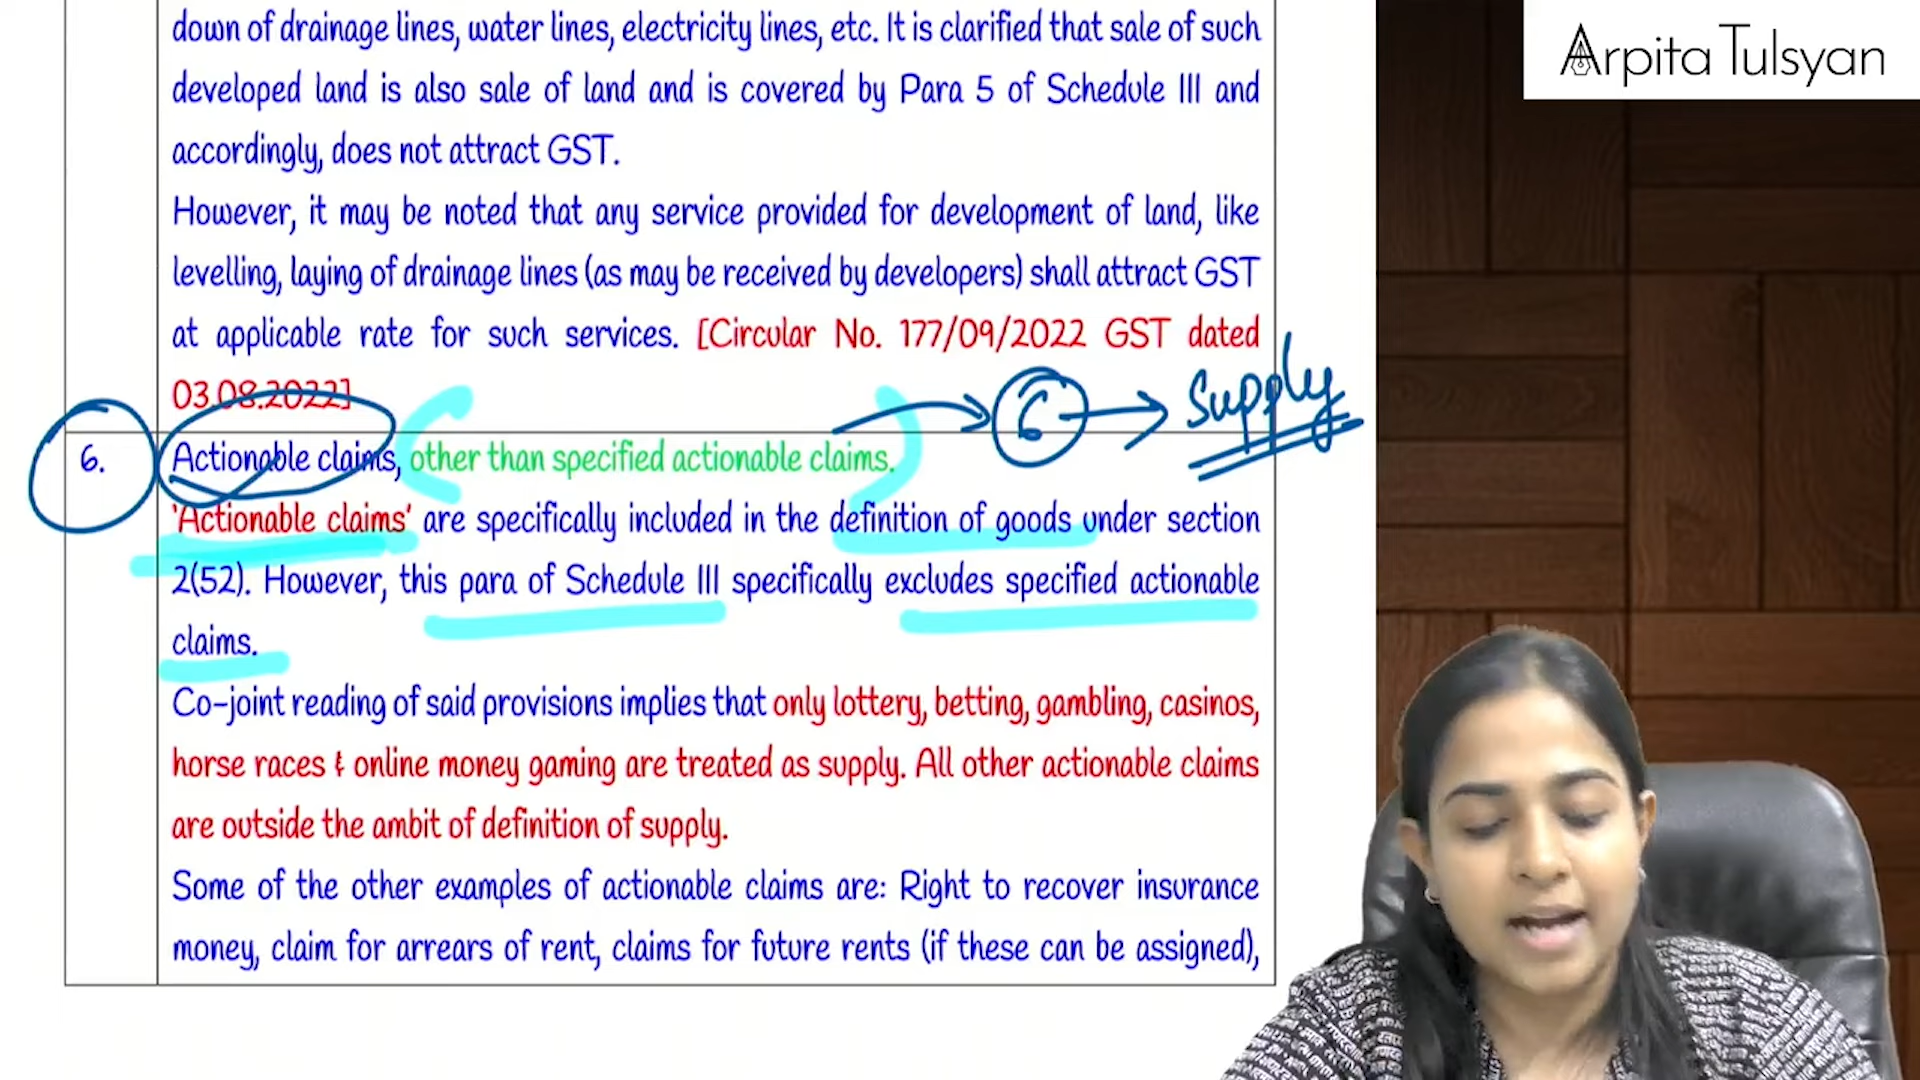 down of drainage lines, water lines, electricity lines, etc. It is clarified that sale of such
developed land is also sale of land and is covered by Para 5 of Schedule III and
accordingly, does not attract GST.
However, it may be noted that any service provided for development of land, like
levelling, laying of drainage lines (as may be received by developers) shall attract GST
at applicable rate for such services. [Circular No. 177/09/2022 GST dated
03.08.2022]
6 → Supply
6. Actionable claims, other than specified actionable claims.
'Actionable claims' are specifically included in the definition of goods under section
2(52). However, this para of Schedule III specifically excludes specified actionable
claims.
Co-joint reading of said provisions implies that only lottery, betting, gambling, casinos,
horse races & online money gaming are treated as supply. All other actionable claims
are outside the ambit of definition of supply.
Some of the other examples of actionable claims are: Right to recover insurance
money, claim for arrears of rent, claims for future rents (if these can be assigned),
Arpita Tulsyan